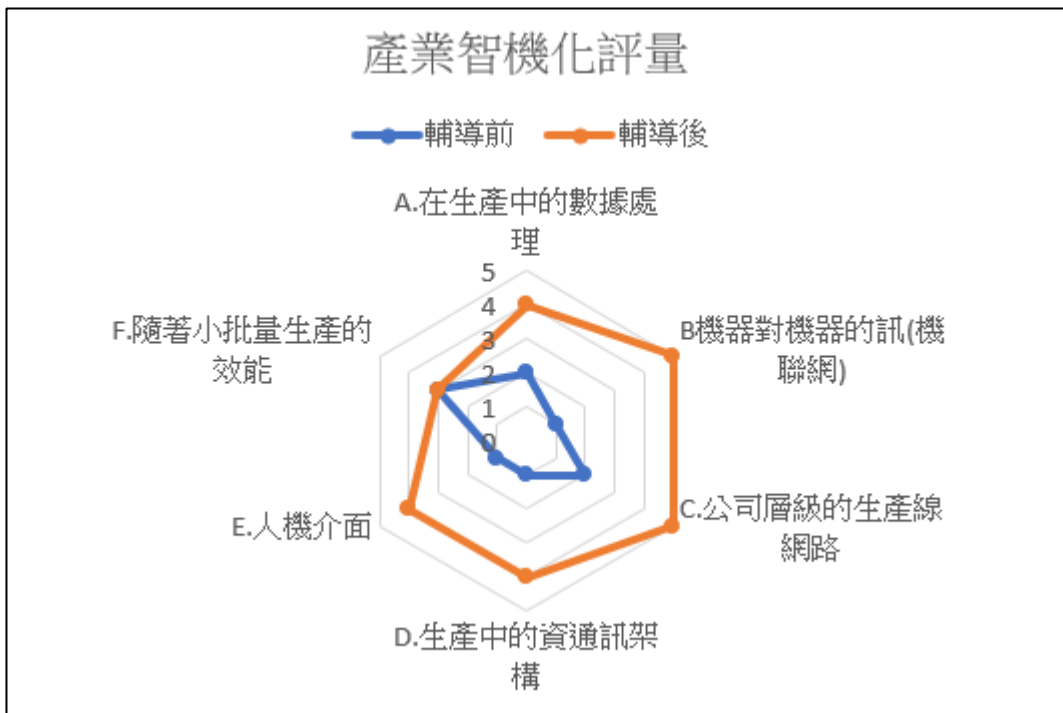 產業智機化評量
輔導前
輔導後
A.在生產中的數據處
理
5
4
3
2
1
0
B機器對機器的訊(機
聯網)
C.公司層級的生產線
網路
D.生產中的資通訊架
構
E.人機介面
F.隨著小批量生產的
效能